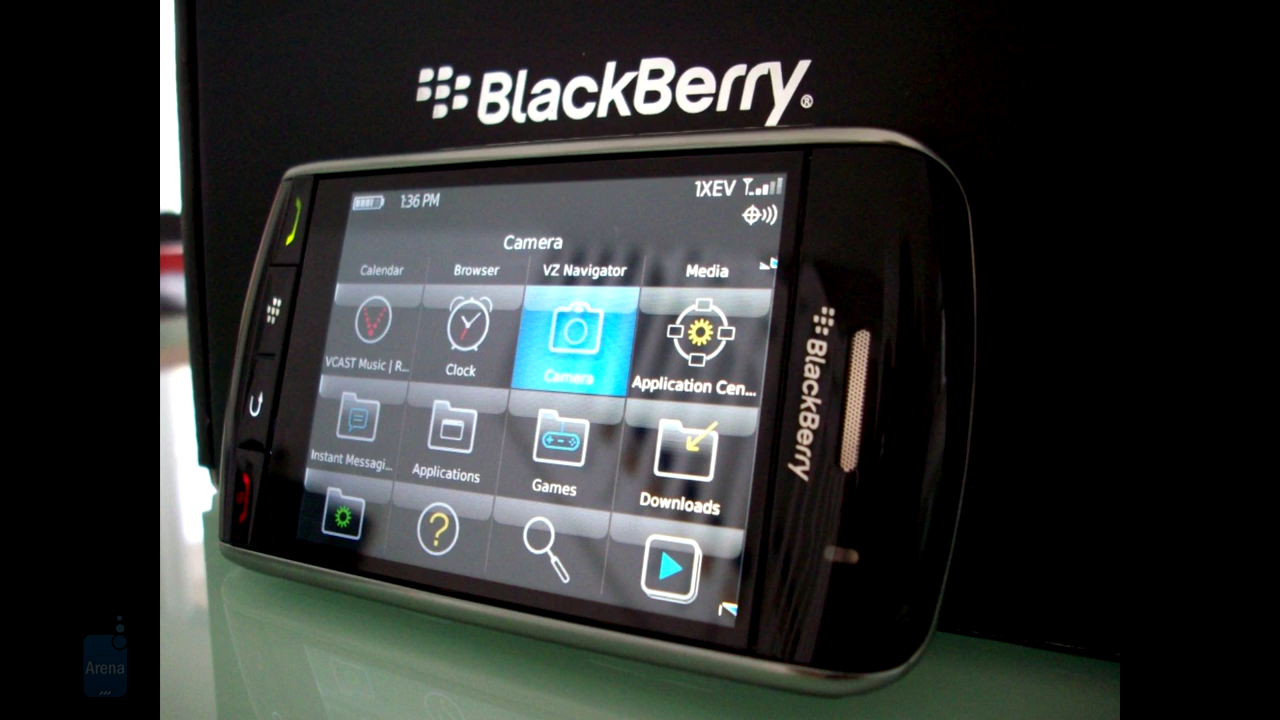 BlackBerry®
1:36 PM
1XEV
Camera
Calendar Browser VZ Navigator Media
VCAST Music | R... Clock Camera Application Cen...
Instant Messagi... Applications Games Downloads
BlackBerry
Arena